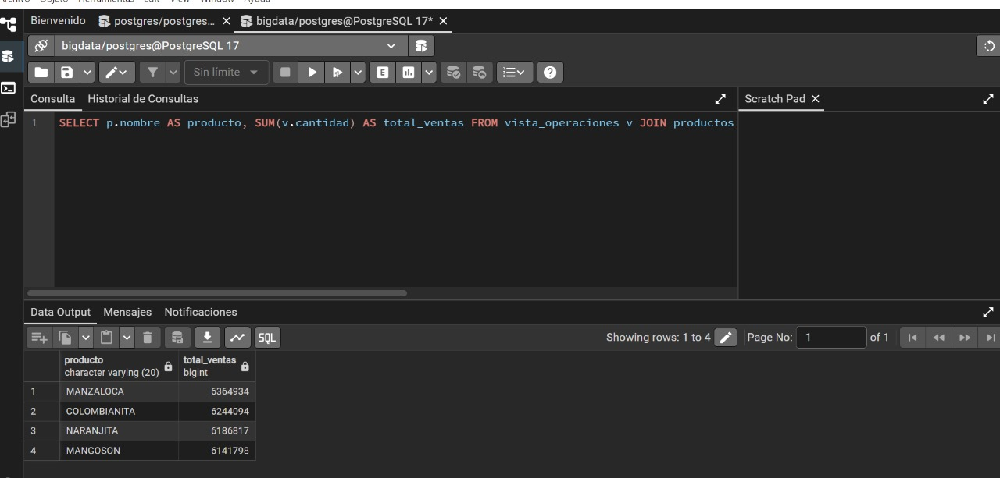 Archivo Objeto Herramientas Edit View Window Ayuda
Bienvenido postgres/postgres... bigdata/postgres@PostgreSQL 17*
bigdata/postgres@PostgreSQL 17
Sin límite
E
Consulta Historial de Consultas
Scratch Pad
1 SELECT p.nombre AS producto, SUM(v.cantidad) AS total_ventas FROM vista_operaciones v JOIN productos
Data Output Mensajes Notificaciones
SQL
Showing rows: 1 to 4 Page No: 1 of 1
producto total_ventas
character varying (20) bigint
1 MANZALOCA 6364934
2 COLOMBIANITA 6244094
3 NARANJITA 6186817
4 MANGOSON 6141798